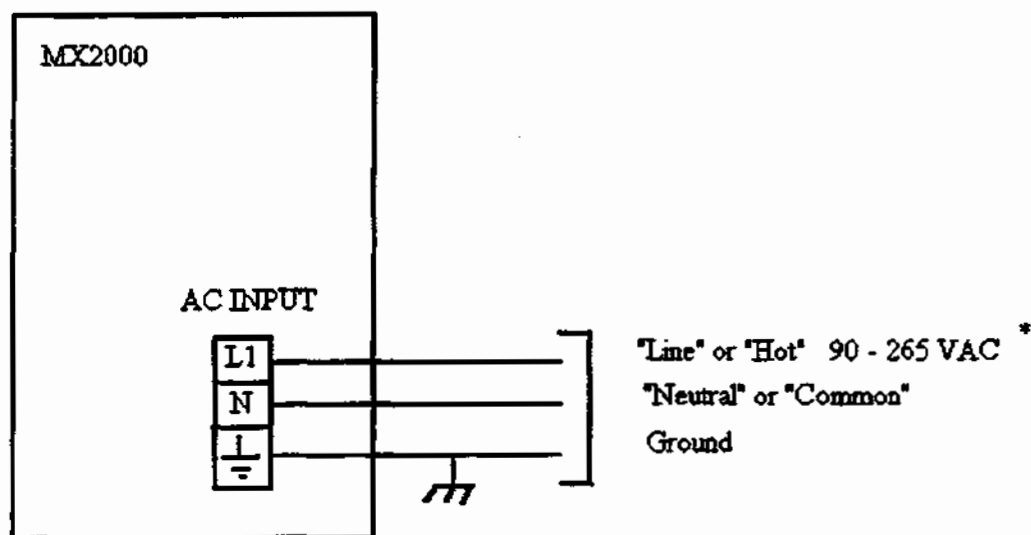 MX2000
AC INPUT
L1
N
"Line" or "Hot" 90 - 265 VAC *
"Neutral" or "Common"
Ground